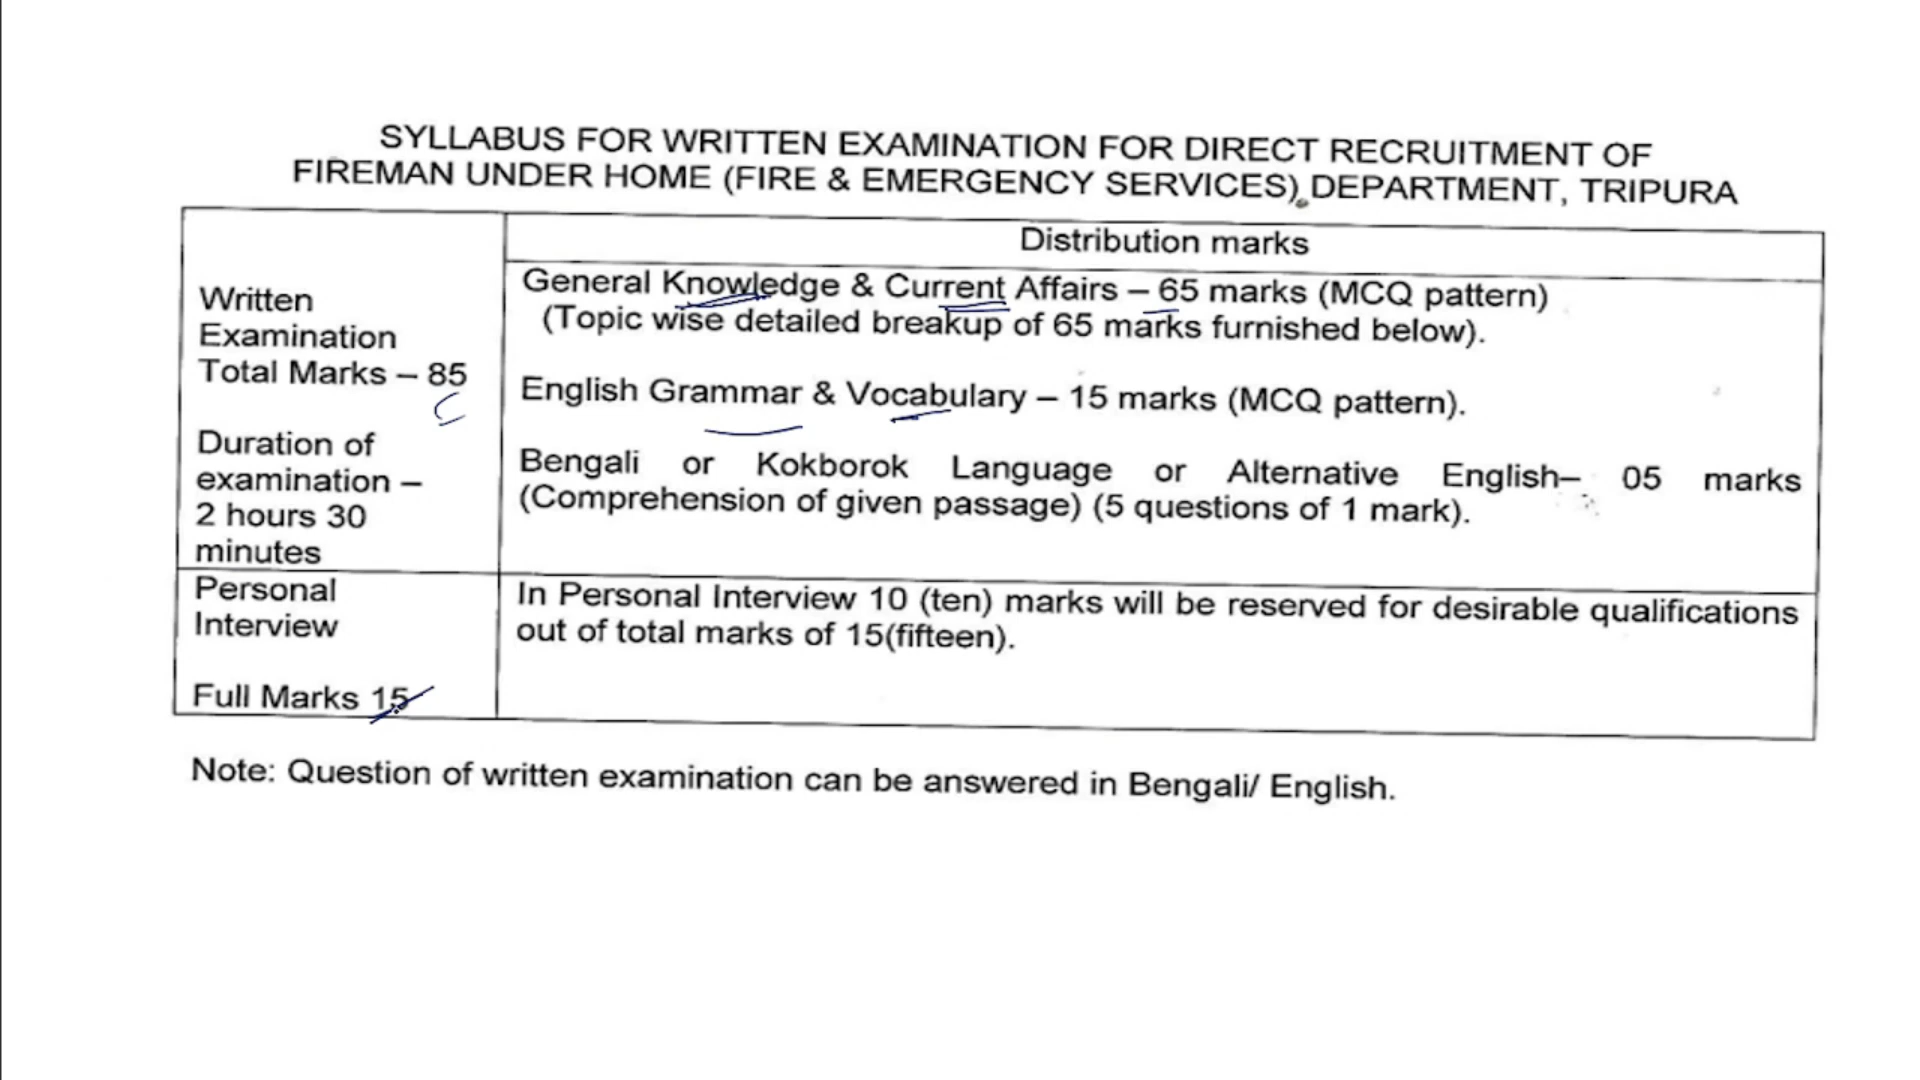 SYLLABUS FOR WRITTEN EXAMINATION FOR DIRECT RECRUITMENT OF
FIREMAN UNDER HOME (FIRE & EMERGENCY SERVICES) DEPARTMENT, TRIPURA
Distribution marks
Written
Examination
Total Marks – 85
Duration of
examination –
2 hours 30
minutes
General Knowledge & Current Affairs – 65 marks (MCQ pattern)
(Topic wise detailed breakup of 65 marks furnished below).
English Grammar & Vocabulary – 15 marks (MCQ pattern).
Bengali or Kokborok Language or Alternative English– 05 marks
(Comprehension of given passage) (5 questions of 1 mark).
Personal
Interview
Full Marks 15
In Personal Interview 10 (ten) marks will be reserved for desirable qualifications
out of total marks of 15(fifteen).
Note: Question of written examination can be answered in Bengali/ English.